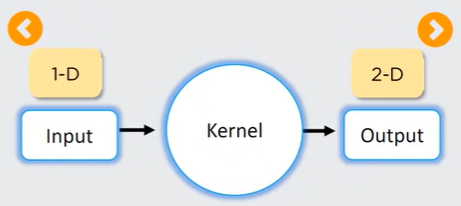 1-D
2-D
Input
Kernel
Output